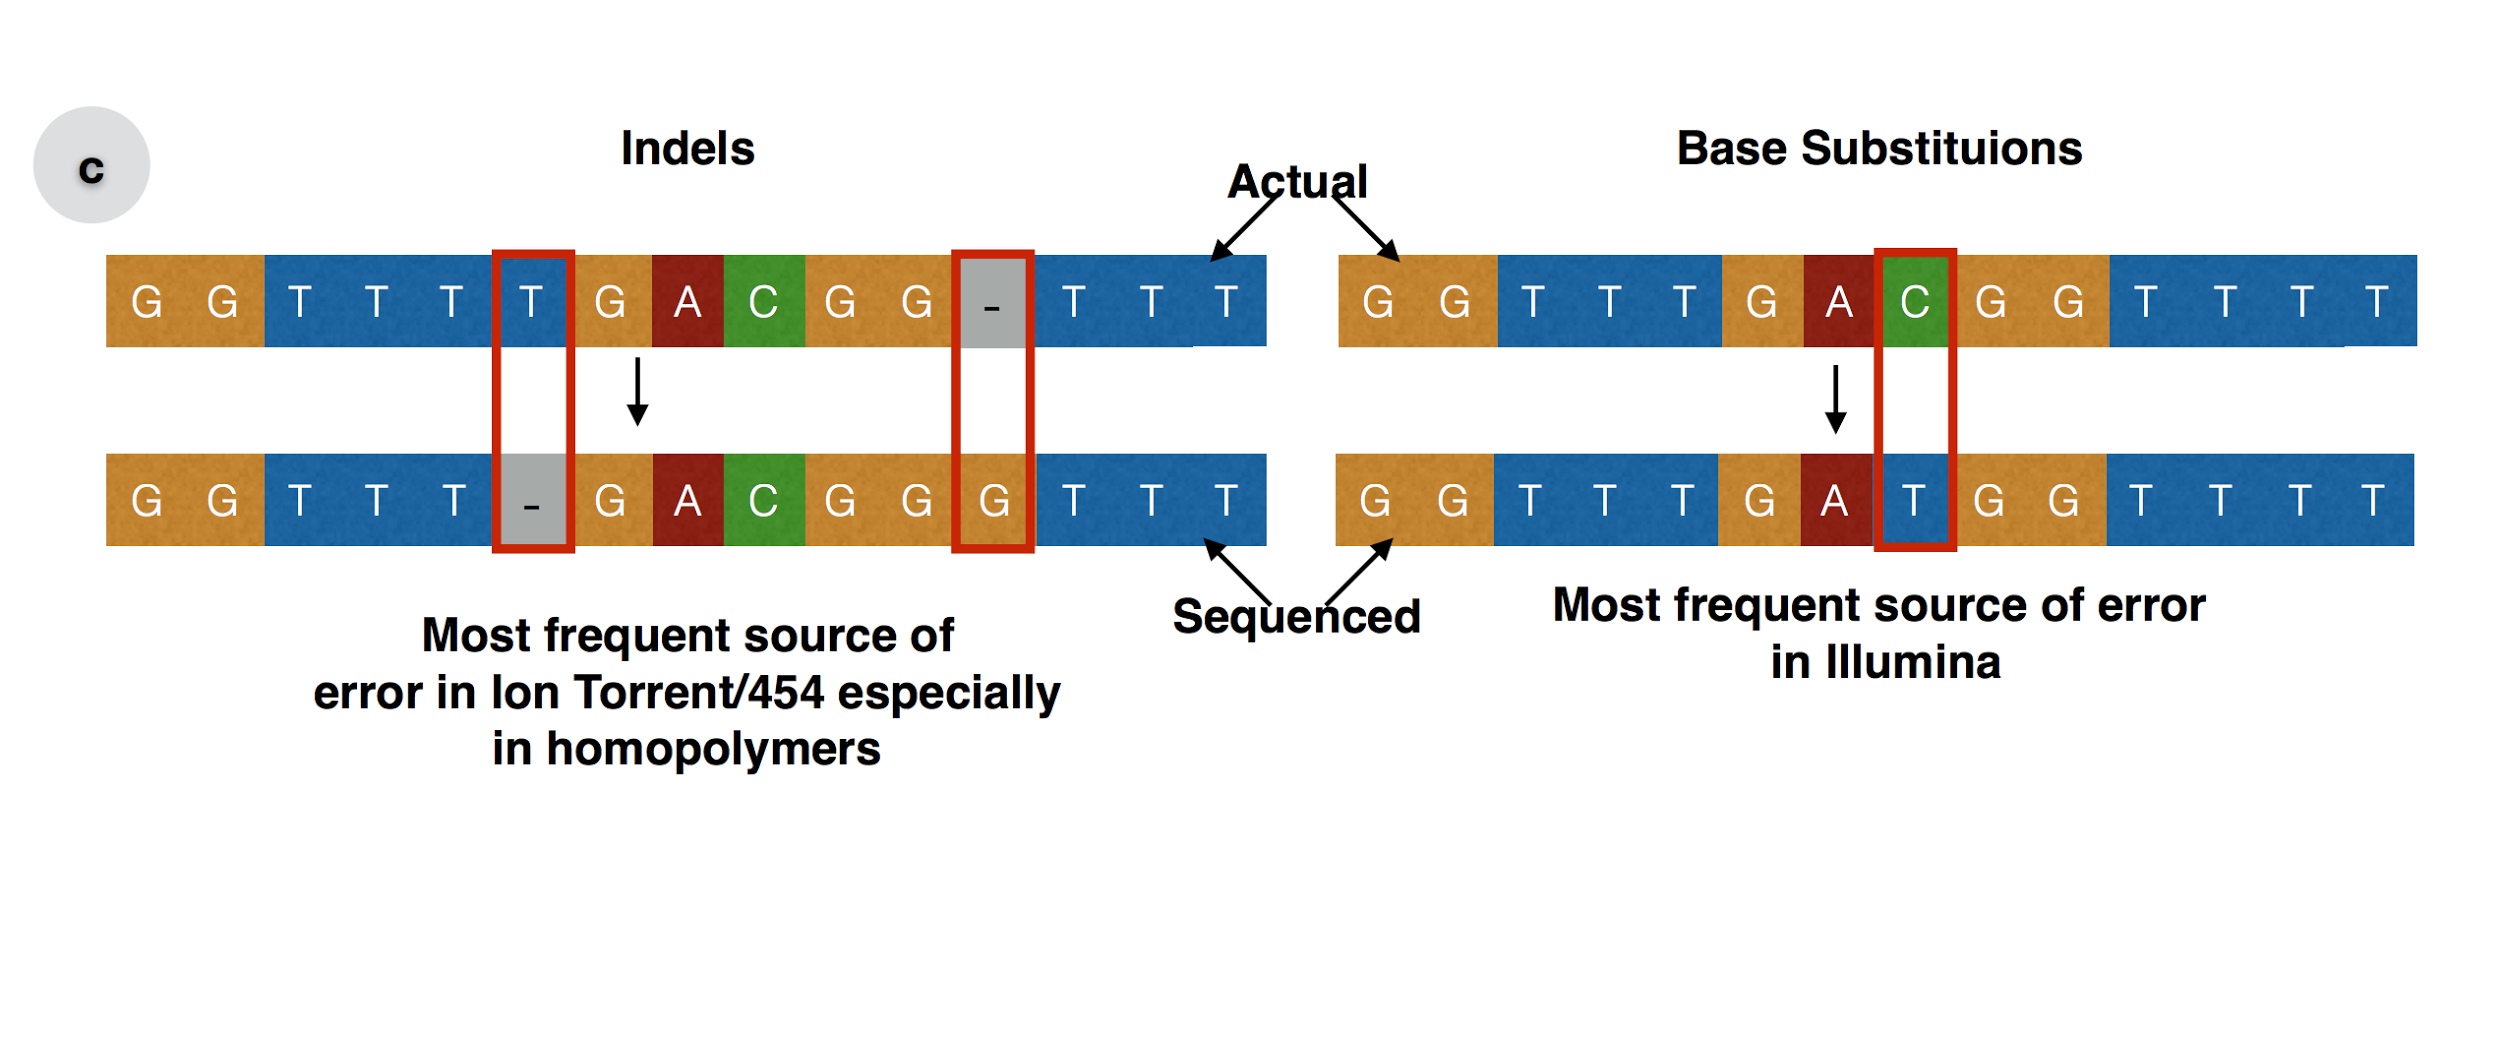 c
Indels
Base Substituions
Actual
G G T T T T G A C G G - T T T
G G T T T G A C G G T T T T
G G T T T - G A C G G G T T T
G G T T T G A T G G T T T T
Sequenced
Most frequent source of
error in Ion Torrent/454 especially
in homopolymers
Most frequent source of error
in Illumina